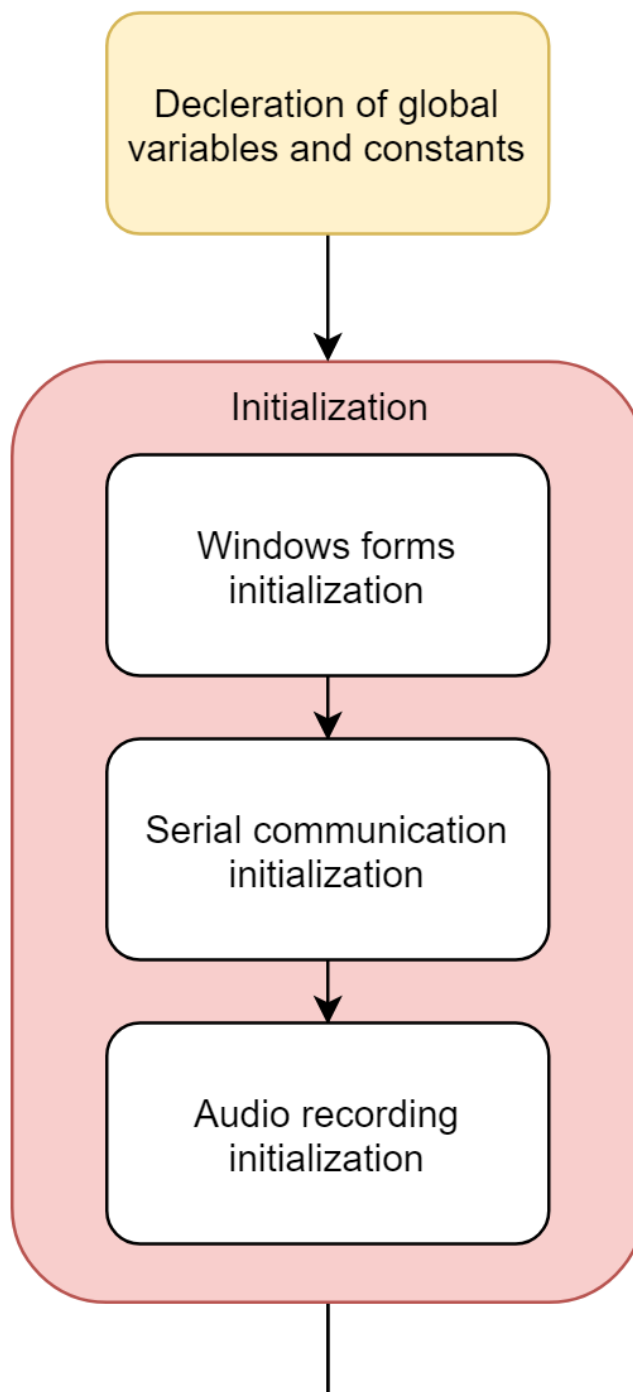 Decleration of global
variables and constants
Initialization
Windows forms
initialization
Serial communication
initialization
Audio recording
initialization